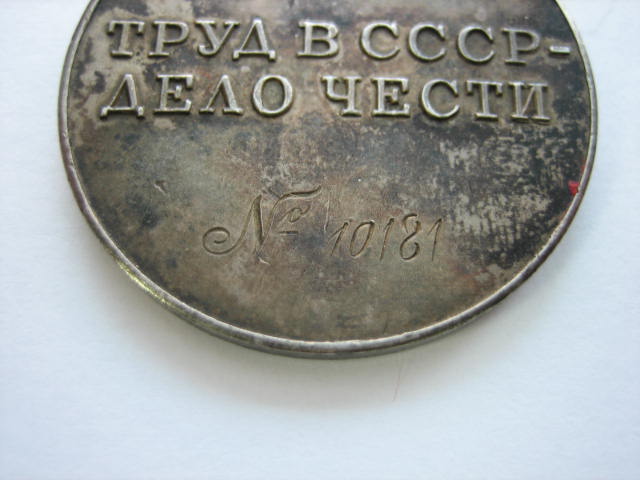 ТРУД В СССР-
ДЕЛО ЧЕСТИ
№ 10181